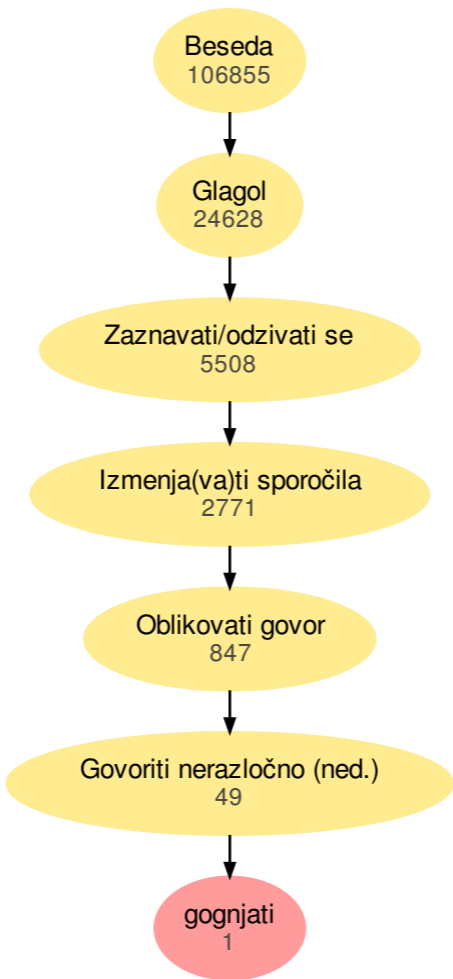 Beseda
106855
Glagol
24628
Zaznavati/odzivati se
5508
Izmenja(va)ti sporočila
2771
Oblikovati govor
847
Govoriti nerazločno (ned.)
49
gognjati
1